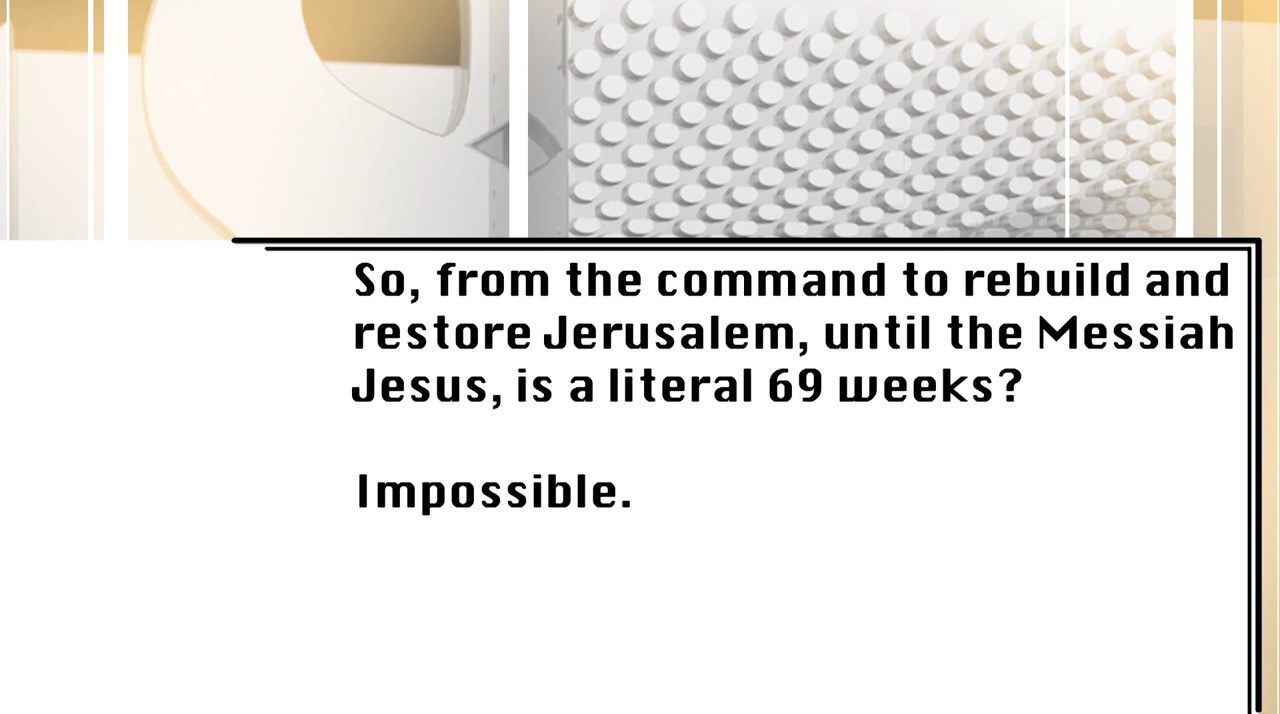 So, from the command to rebuild and
restore Jerusalem, until the Messiah
Jesus, is a literal 69 weeks?
Impossible.